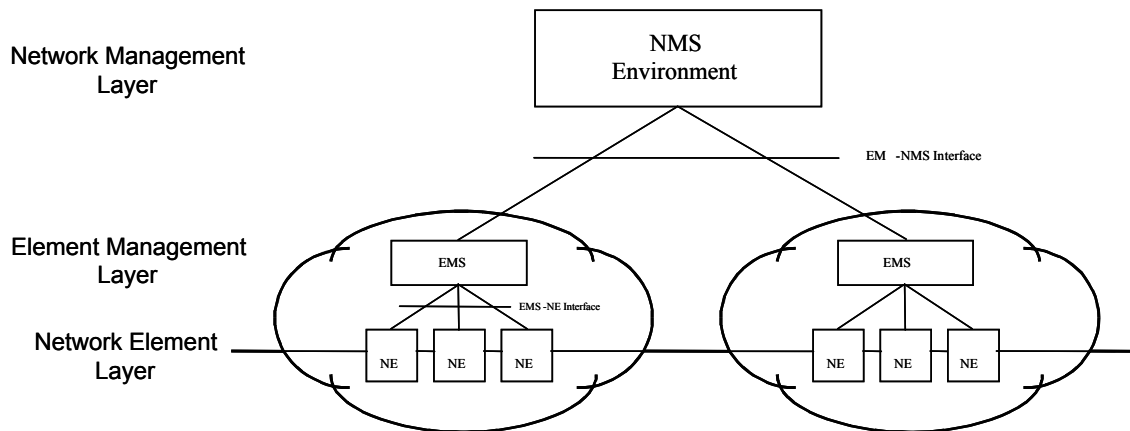 Network Management
Layer
NMS
Environment
EM -NMS Interface
Element Management
Layer
EMS
EMS
EMS -NE Interface
Network Element
Layer
NE
NE
NE
NE
NE
NE